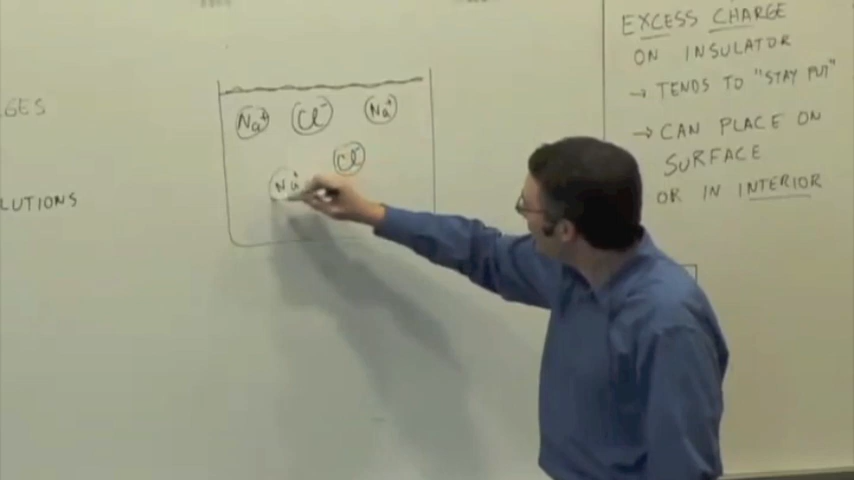 EXCESS CHARGE
ON INSULATOR
→ TENDS TO "STAY PUT"
→ CAN PLACE ON
SURFACE
OR IN INTERIOR
GES
LUTIONS
Na+ Cl- Na+
Cl-
Na+